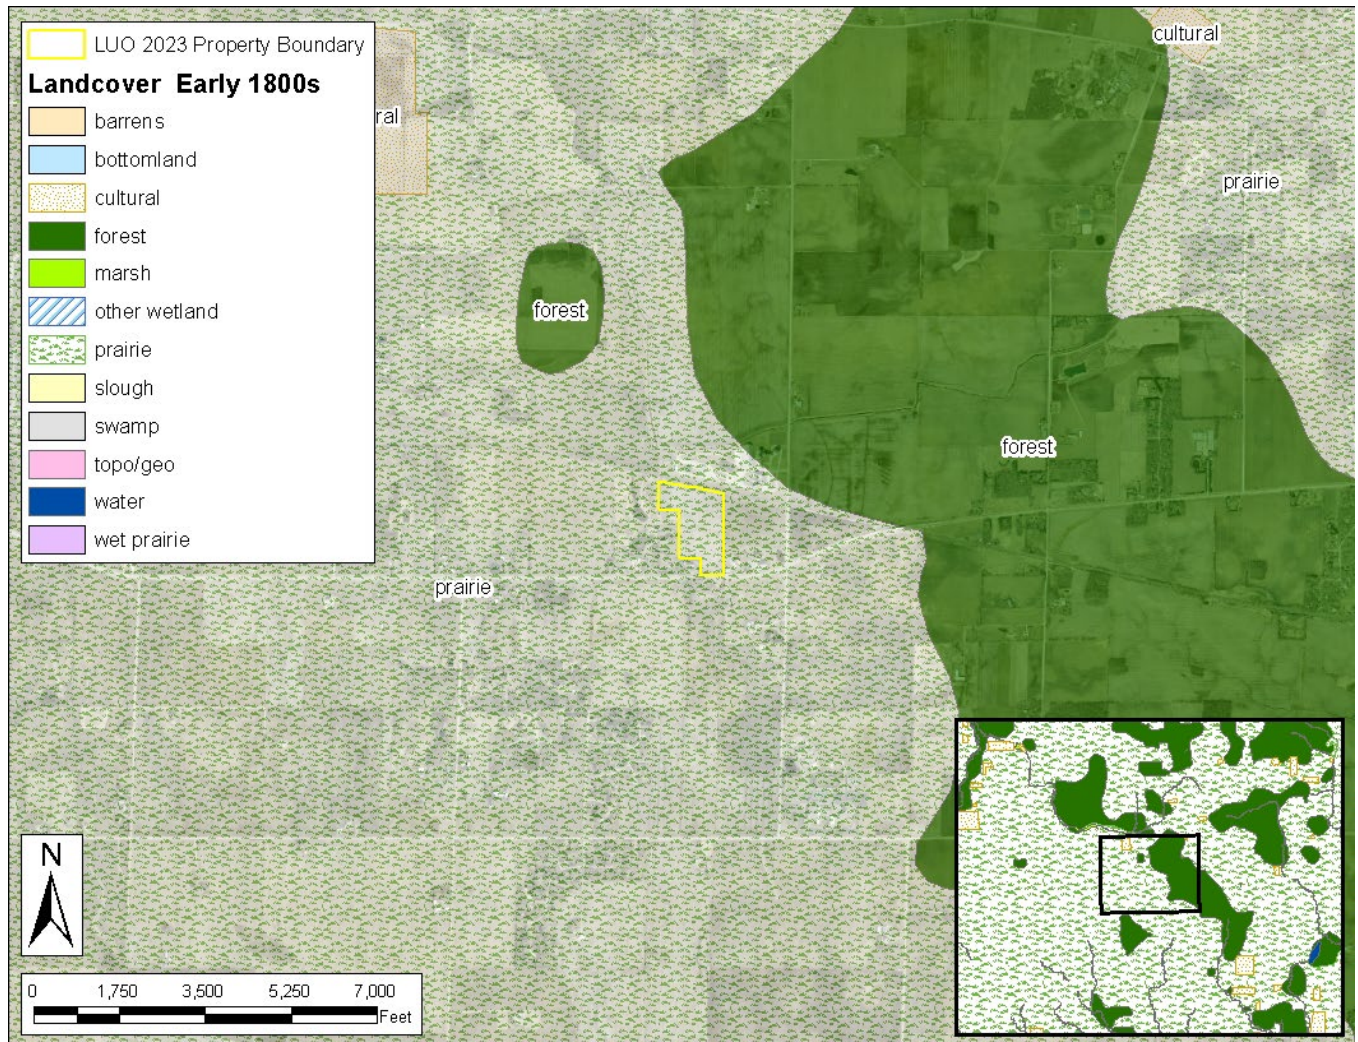 LUO 2023 Property Boundary
Landcover Early 1800s
barrens
bottomland
cultural
forest
marsh
other wetland
prairie
slough
swamp
topo/geo
water
wet prairie
ral
cultural
prairie
forest
forest
prairie
N
0 1,750 3,500 5,250 7,000
Feet